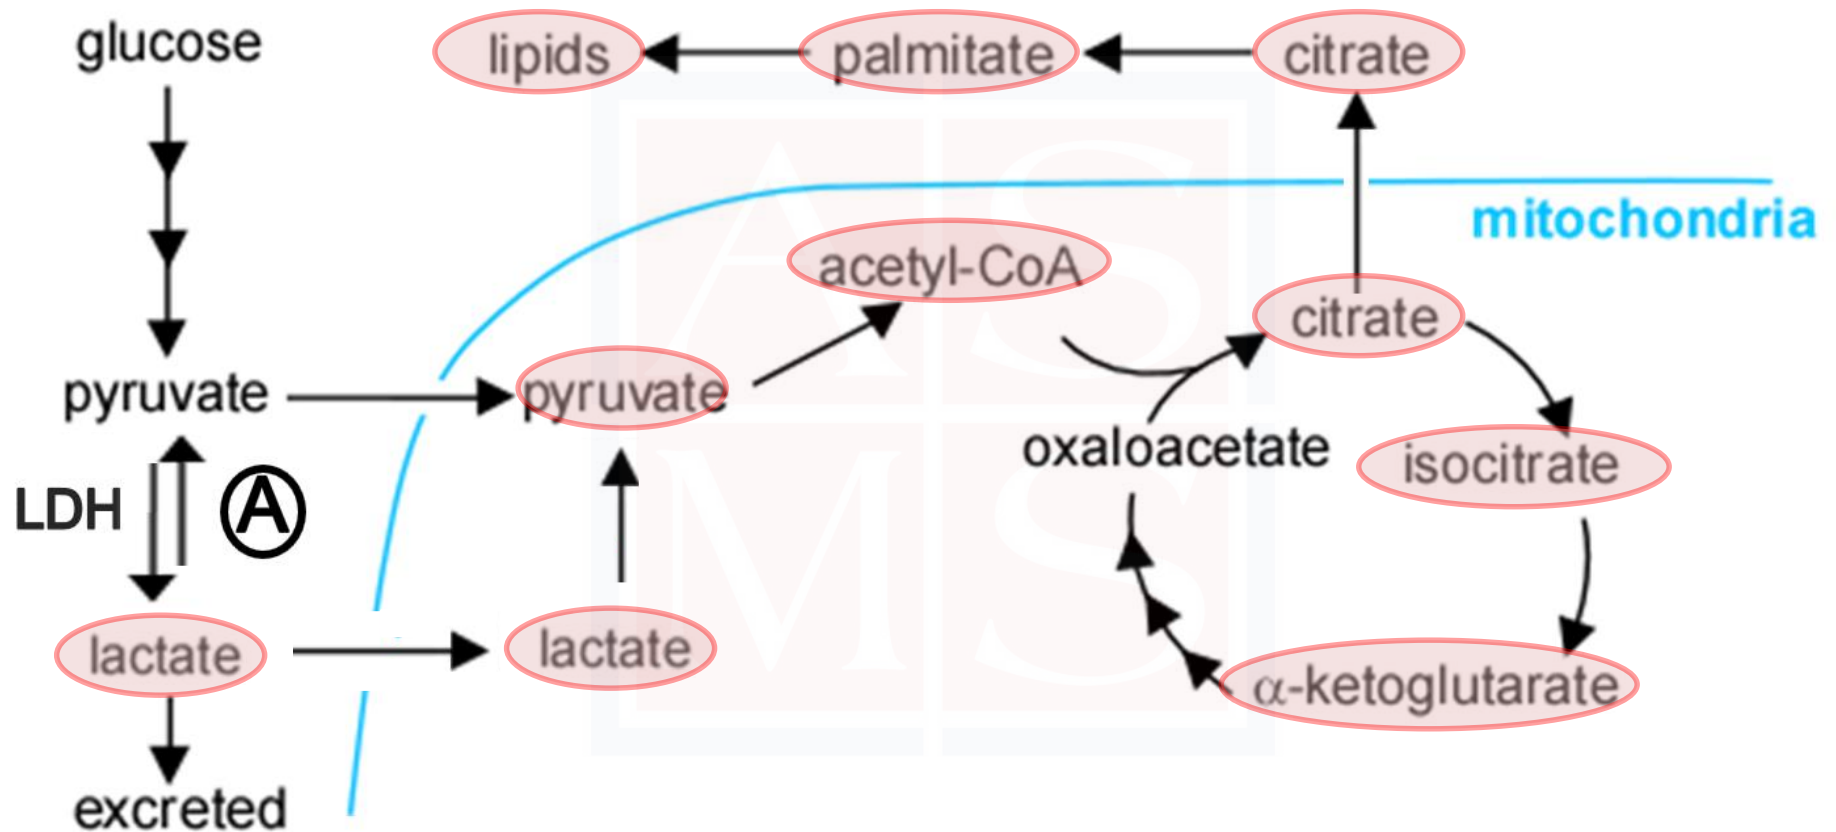 glucose
lipids
palmitate
citrate
mitochondria
acetyl-CoA
citrate
pyruvate
pyruvate
oxaloacetate
isocitrate
LDH
A
lactate
lactate
α-ketoglutarate
excreted
A S
M S